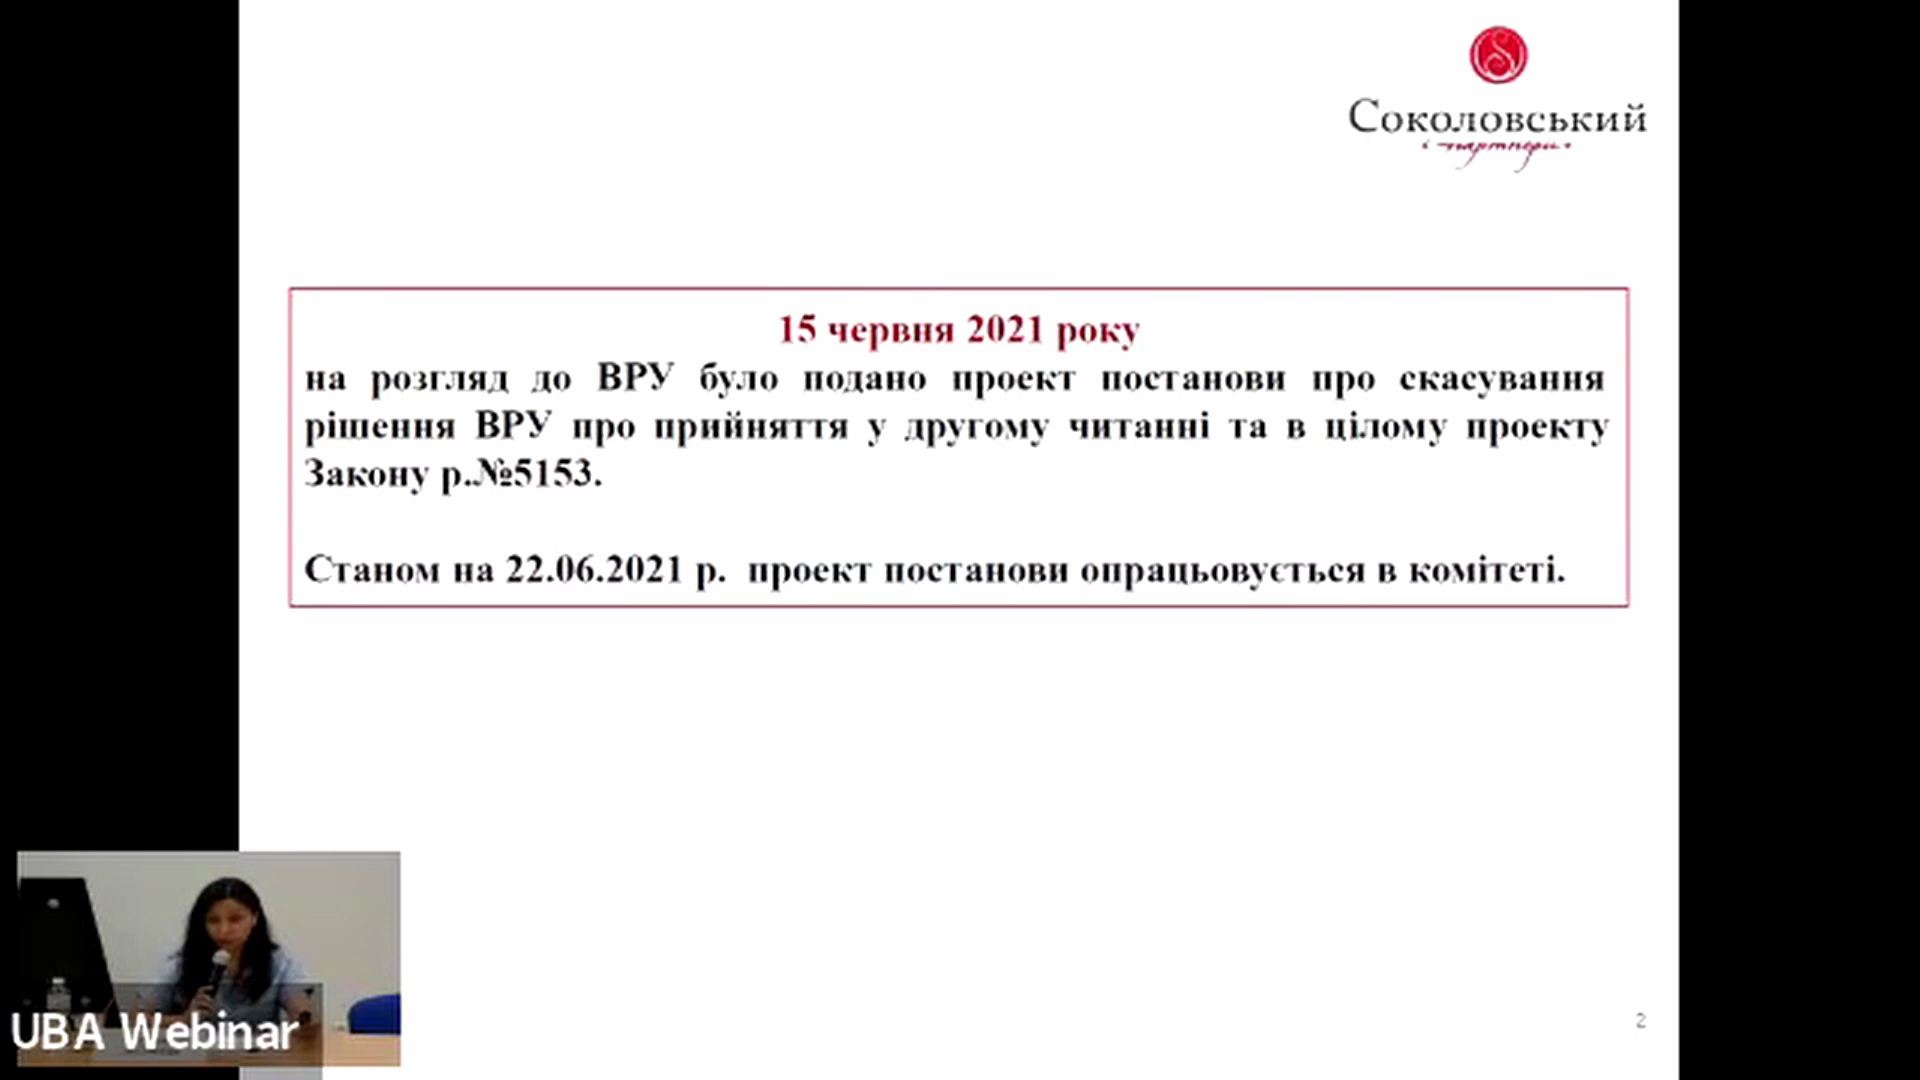 Соколовський
і партнери
15 червня 2021 року
на розгляд до ВРУ було подано проект постанови про скасування
рішення ВРУ про прийняття у другому читанні та в цілому проекту
Закону р.№5153.
Станом на 22.06.2021 р. проект постанови опрацьовується в комітеті.
UBA Webinar
2